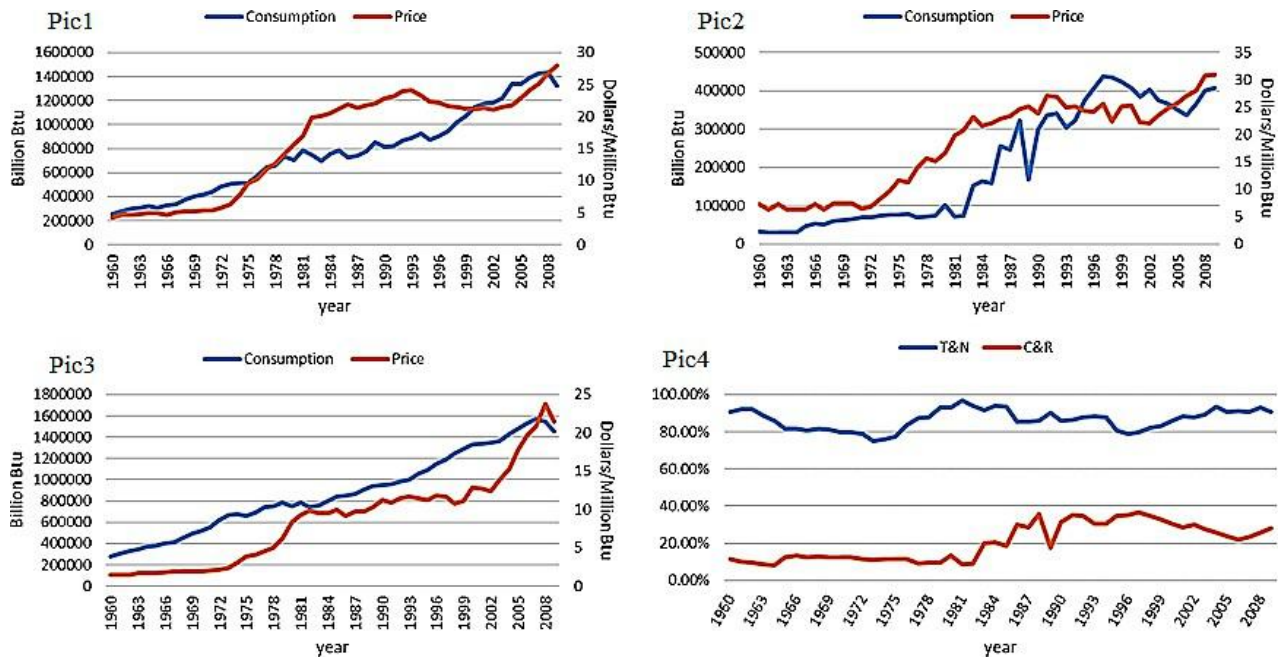 Pic1
Consumption Price
1600000 30
1400000 25
1200000 20
1000000
800000 15
600000 10
400000 5
200000
0 0
Billion Btu
Dollars/Million Btu
1960 1963 1966 1969 1972 1975 1978 1981 1984 1987 1990 1993 1996 1999 2002 2005 2008
year
Pic2
Consumption Price
500000 35
400000 30
300000 25
200000 20
100000 15
0 10
5
0
Billion Btu
Dollars/Million Btu
1960 1963 1966 1969 1972 1975 1978 1981 1984 1987 1990 1993 1996 1999 2002 2005 2008
year
Pic3
Consumption Price
1800000 25
1600000 20
1400000 15
1200000 10
1000000 5
800000 0
600000
400000
200000
0
Billion Btu
Dollars/Million Btu
1960 1963 1966 1969 1972 1975 1978 1981 1984 1987 1990 1993 1996 1999 2002 2005 2008
year
Pic4
T&N C&R
100.00%
80.00%
60.00%
40.00%
20.00%
0.00%
1960 1963 1966 1969 1972 1975 1978 1981 1984 1987 1990 1993 1996 1999 2002 2005 2008
year